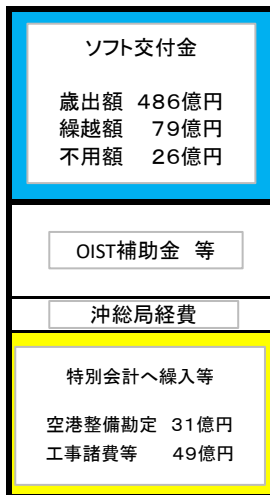 ソフト交付金
歳出額 486億円
繰越額 79億円
不用額 26億円
OIST補助金 等
沖総局経費
特別会計へ繰入等
空港整備勘定 31億円
工事諸費等 49億円